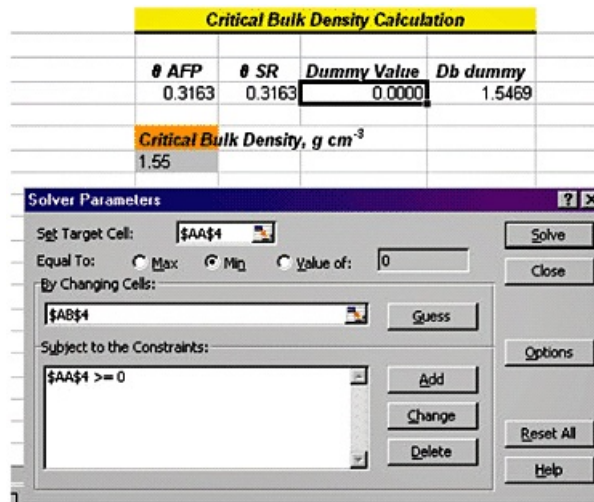 Critical Bulk Density Calculation
θ AFP θ SR Dummy Value Db dummy
0.3163 0.3163 0.0000 1.5469
Critical Bulk Density, g cm⁻³
1.55
Solver Parameters
Set Target Cell: $AA$4 Solve
Equal To: Max Min Value of: 0 Close
By Changing Cells:
$AB$4 Guess
Subject to the Constraints: Options
$AA$4 >= 0 Add
Change
Reset All
Delete
Help